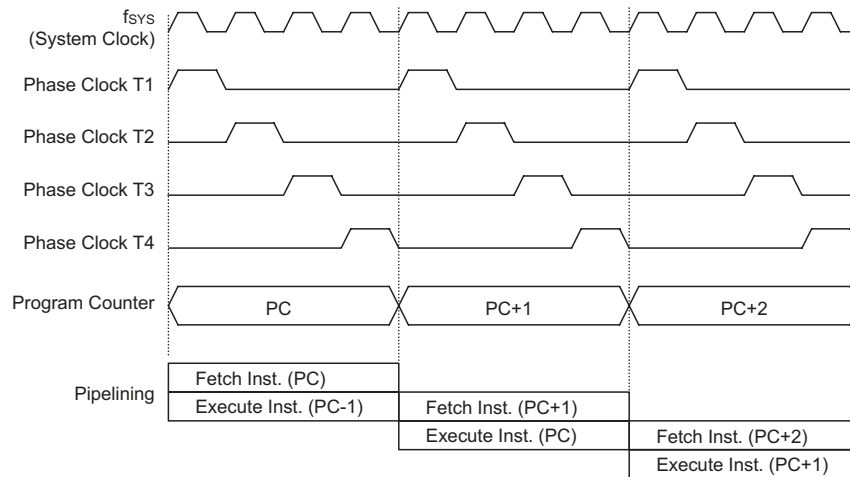 fSYS
(System Clock)
Phase Clock T1
Phase Clock T2
Phase Clock T3
Phase Clock T4
Program Counter
PC
PC+1
PC+2
Pipelining
Fetch Inst. (PC)
Execute Inst. (PC-1)
Fetch Inst. (PC+1)
Execute Inst. (PC)
Fetch Inst. (PC+2)
Execute Inst. (PC+1)